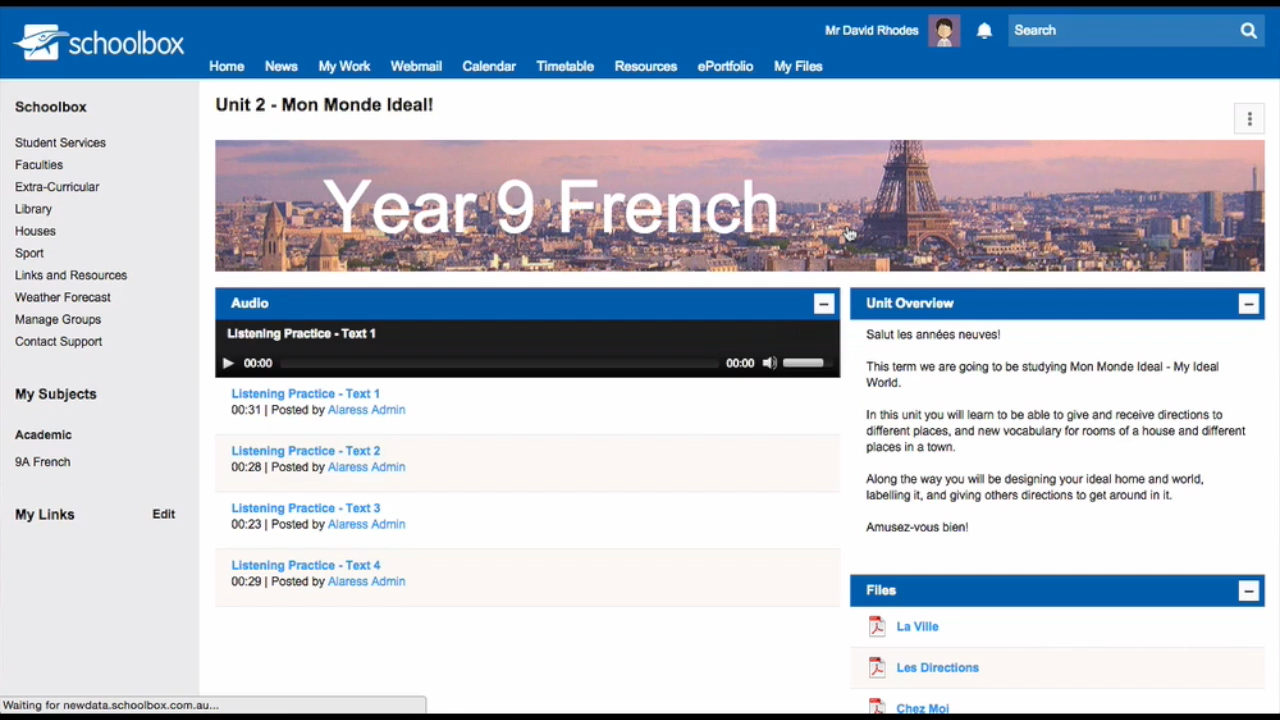 schoolbox
Mr David Rhodes
Search
Home News My Work Webmail Calendar Timetable Resources ePortfolio My Files
Schoolbox
Student Services
Faculties
Extra-Curricular
Library
Houses
Sport
Links and Resources
Weather Forecast
Manage Groups
Contact Support
My Subjects
Academic
9A French
My Links Edit
Unit 2 - Mon Monde Ideal!
Year 9 French
Audio
Listening Practice - Text 1
00:00 00:00
Listening Practice - Text 1
00:31 | Posted by Alaress Admin
Listening Practice - Text 2
00:28 | Posted by Alaress Admin
Listening Practice - Text 3
00:23 | Posted by Alaress Admin
Listening Practice - Text 4
00:29 | Posted by Alaress Admin
Unit Overview
Salut les années neuves!
This term we are going to be studying Mon Monde Ideal - My Ideal
World.
In this unit you will learn to be able to give and receive directions to
different places, and new vocabulary for rooms of a house and different
places in a town.
Along the way you will be designing your ideal home and world,
labelling it, and giving others directions to get around in it.
Amusez-vous bien!
Files
La Ville
Les Directions
Chez Moi
Waiting for newdata.schoolbox.com.au...